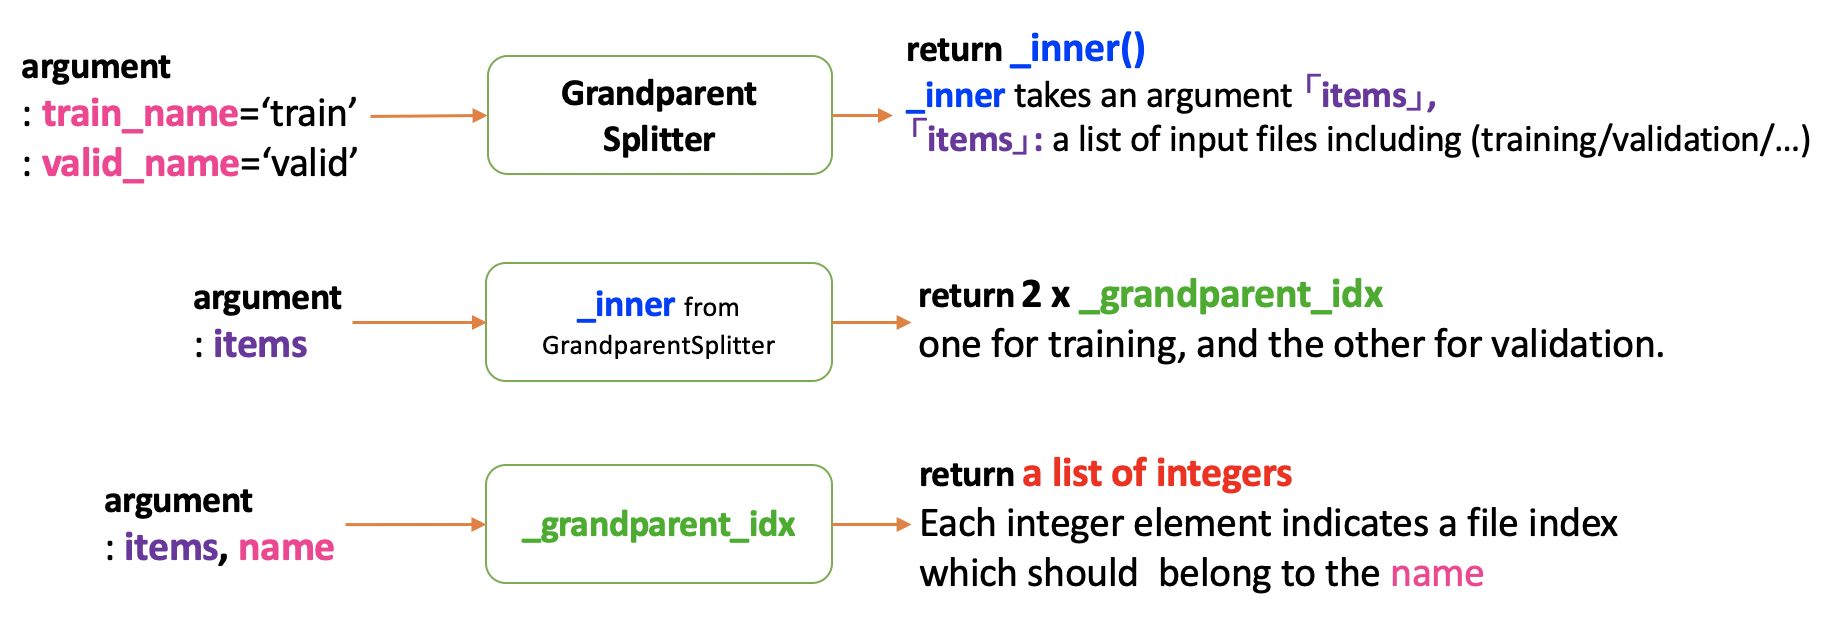 argument
: train_name=‘train’
: valid_name=‘valid’
Grandparent
Splitter
return _inner()
_inner takes an argument 「items」,
「items」: a list of input files including (training/validation/…)
argument
: items
_inner from
GrandparentSplitter
return 2 x _grandparent_idx
one for training, and the other for validation.
argument
: items, name
_grandparent_idx
return a list of integers
Each integer element indicates a file index
which should belong to the name